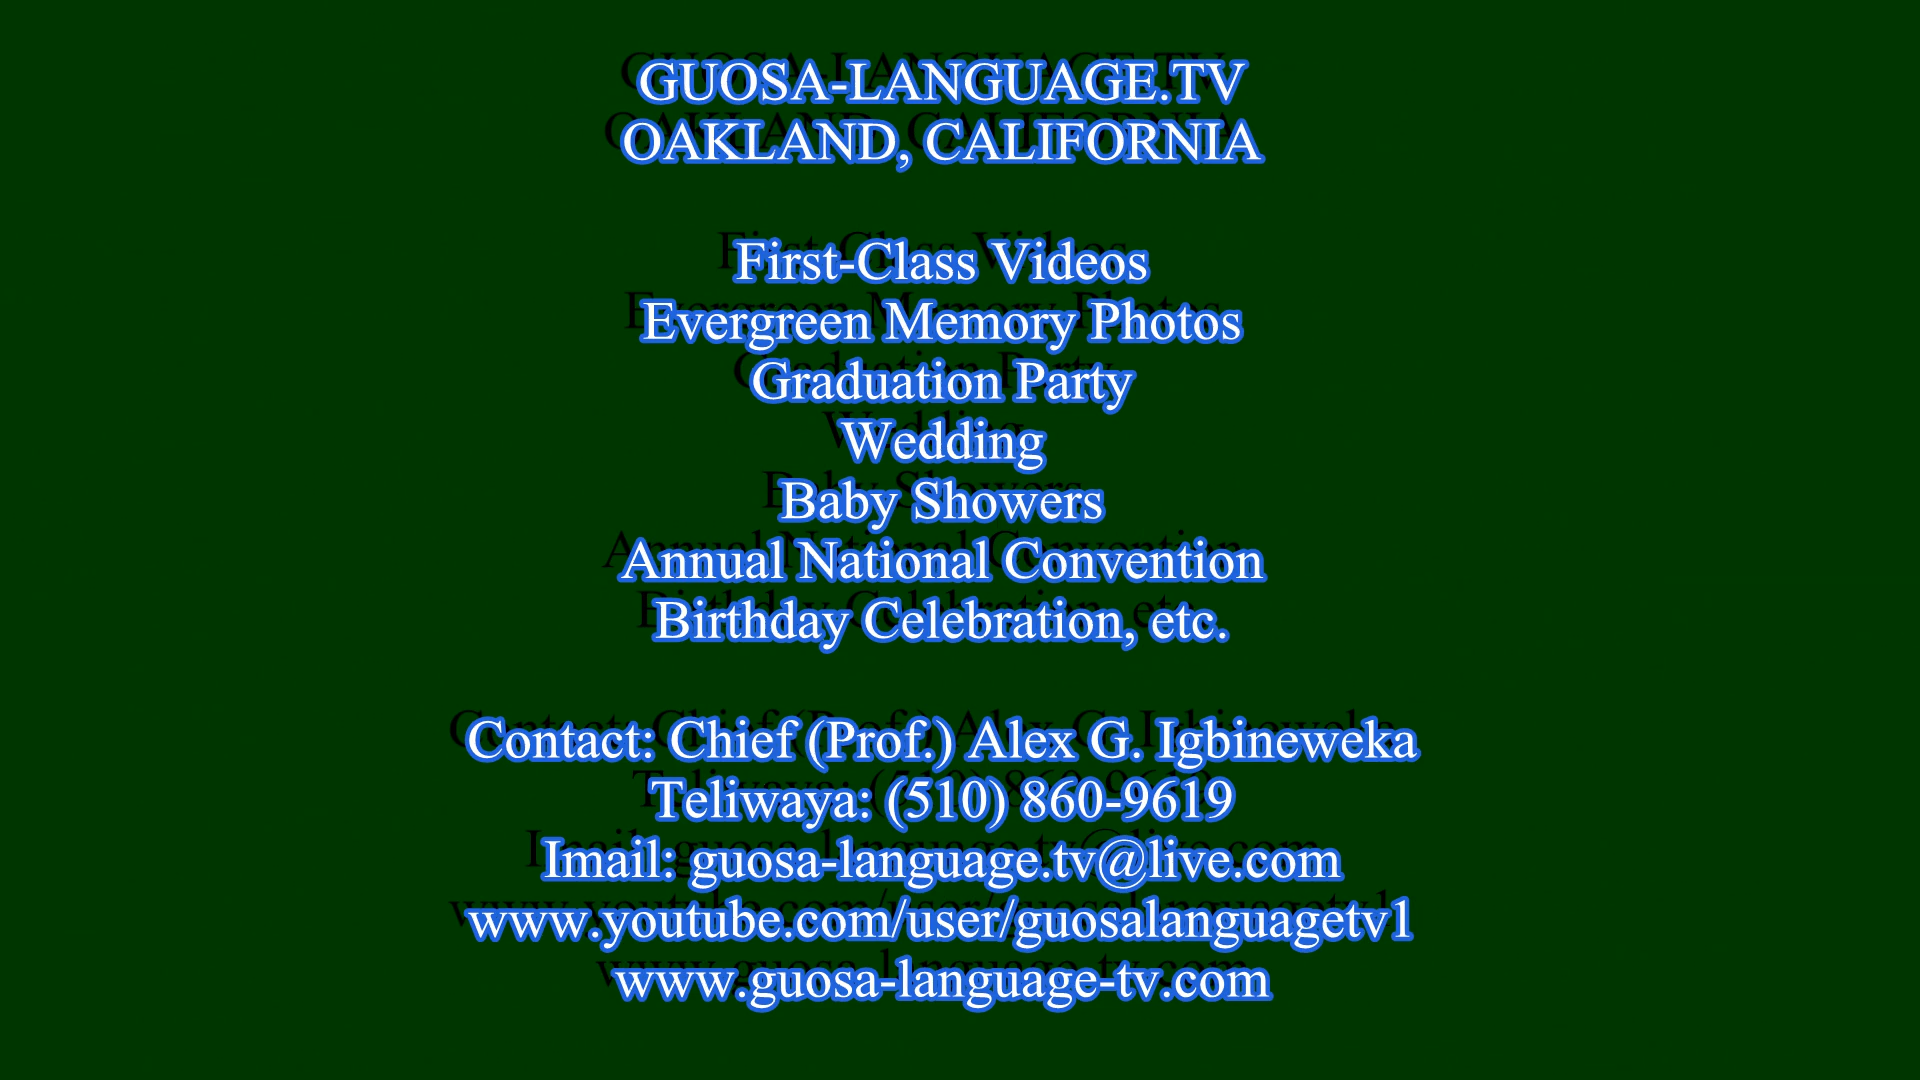 GUOSA-LANGUAGE.TV
OAKLAND, CALIFORNIA
First-Class Videos
Evergreen Memory Photos
Graduation Party
Wedding
Baby Showers
Annual National Convention
Birthday Celebration, etc.
Contact: Chief (Prof.) Alex G. Igbineweka
Teliwaya: (510) 860-9619
Imail: guosa-language.tv@live.com
www.youtube.com/user/guosalanguagetv1
www.guosa-language-tv.com